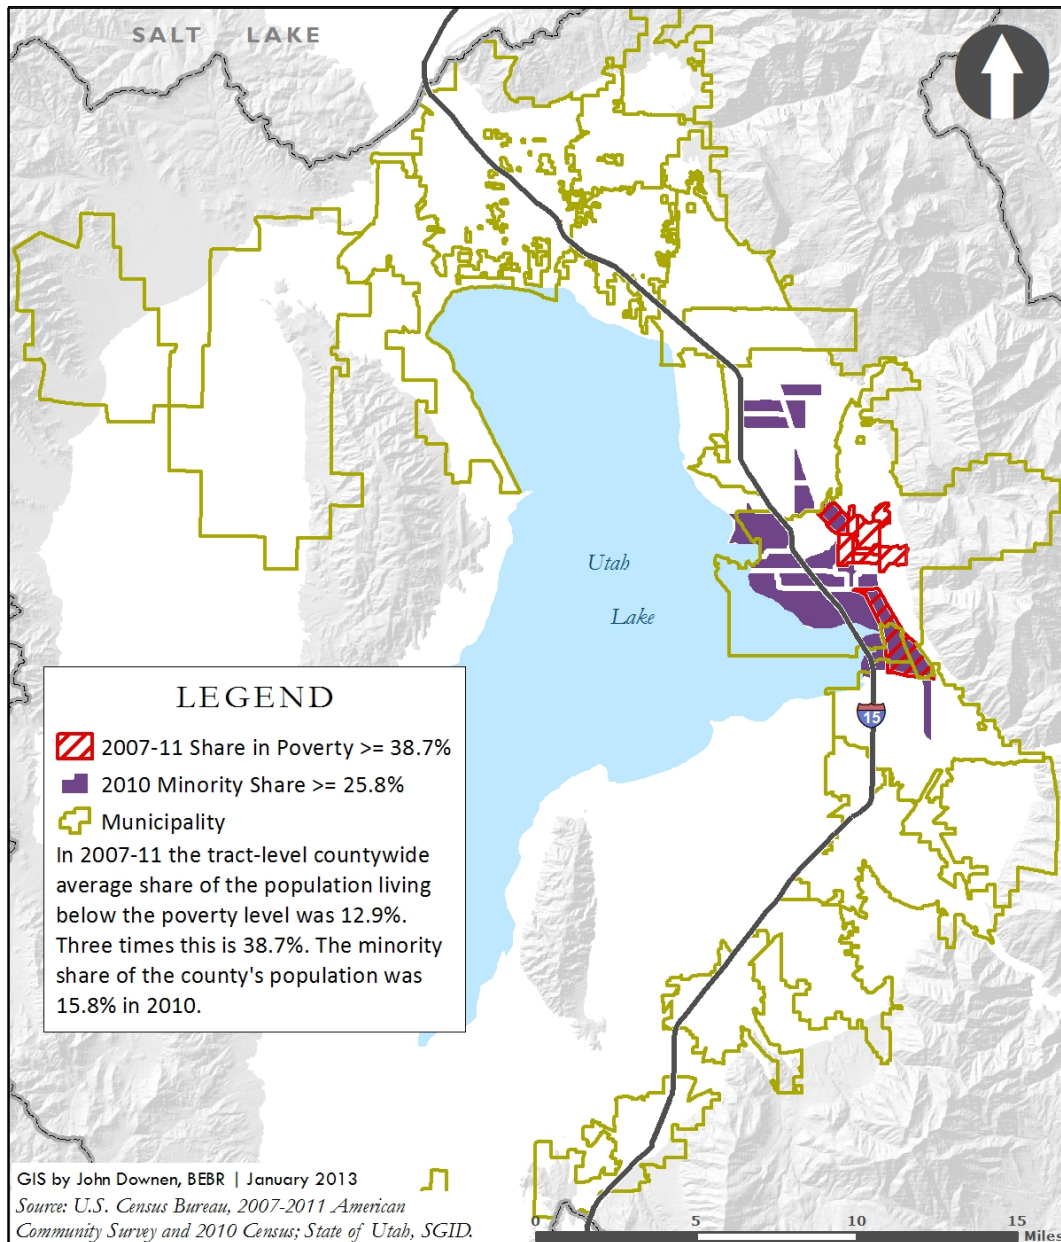 SALT LAKE
Utah
Lake
15
LEGEND
2007-11 Share in Poverty >= 38.7%
2010 Minority Share >= 25.8%
Municipality
In 2007-11 the tract-level countywide
average share of the population living
below the poverty level was 12.9%.
Three times this is 38.7%. The minority
share of the county's population was
15.8% in 2010.
GIS by John Downen, BEBR | January 2013
Source: U.S. Census Bureau, 2007-2011 American
Community Survey and 2010 Census; State of Utah, SGID.
0 5 10 15
Miles